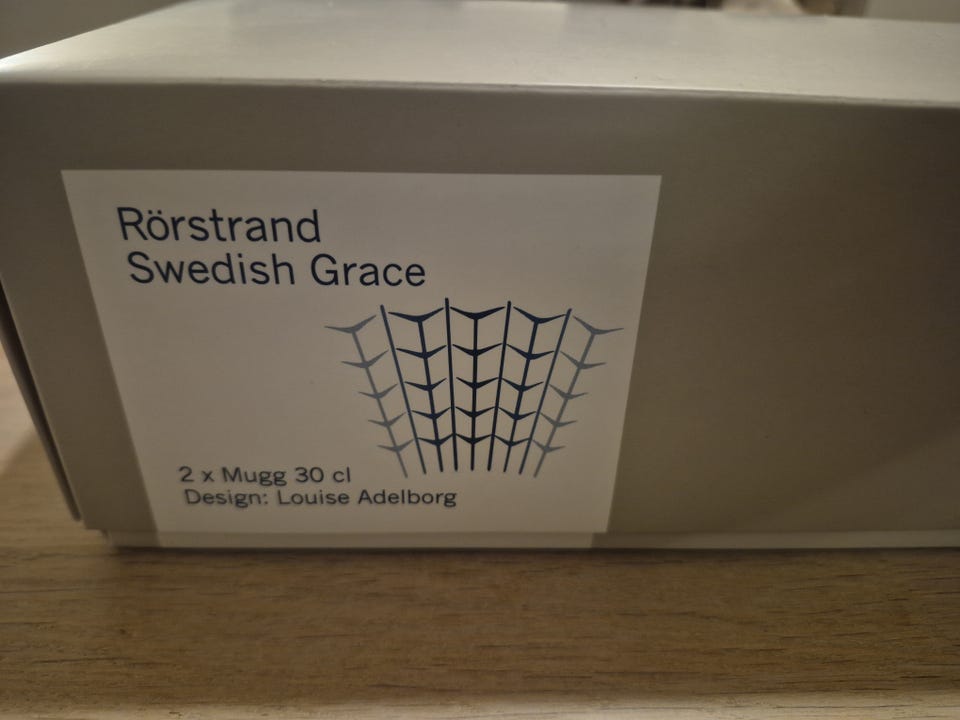 Rörstrand
Swedish Grace
2 x Mugg 30 cl
Design: Louise Adelborg